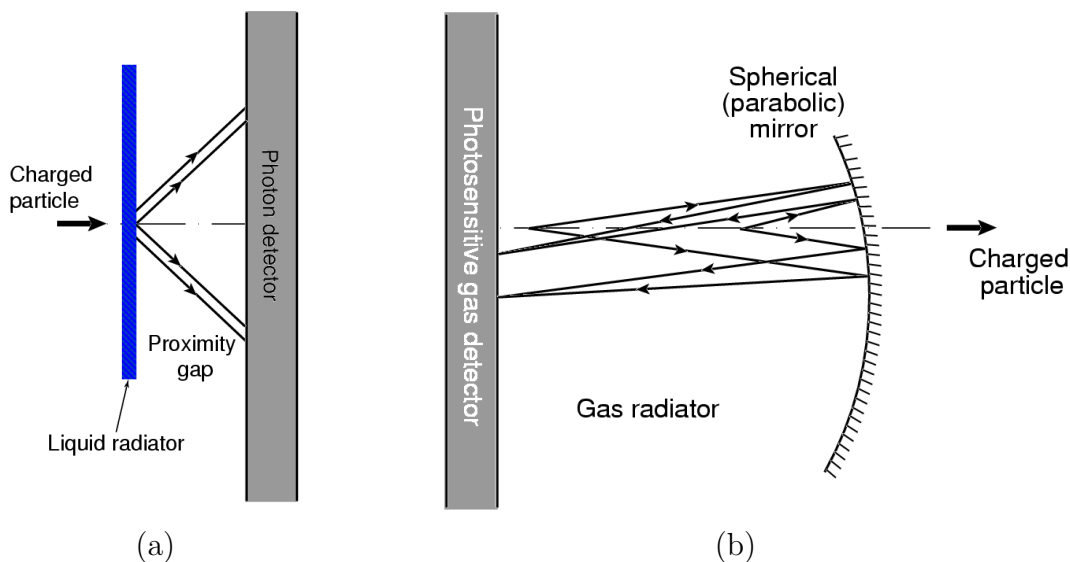 Charged
particle
Photon detector
Proximity
gap
Liquid radiator
(a)
Photosensitive gas detector
Spherical
(parabolic)
mirror
Charged
particle
Gas radiator
(b)